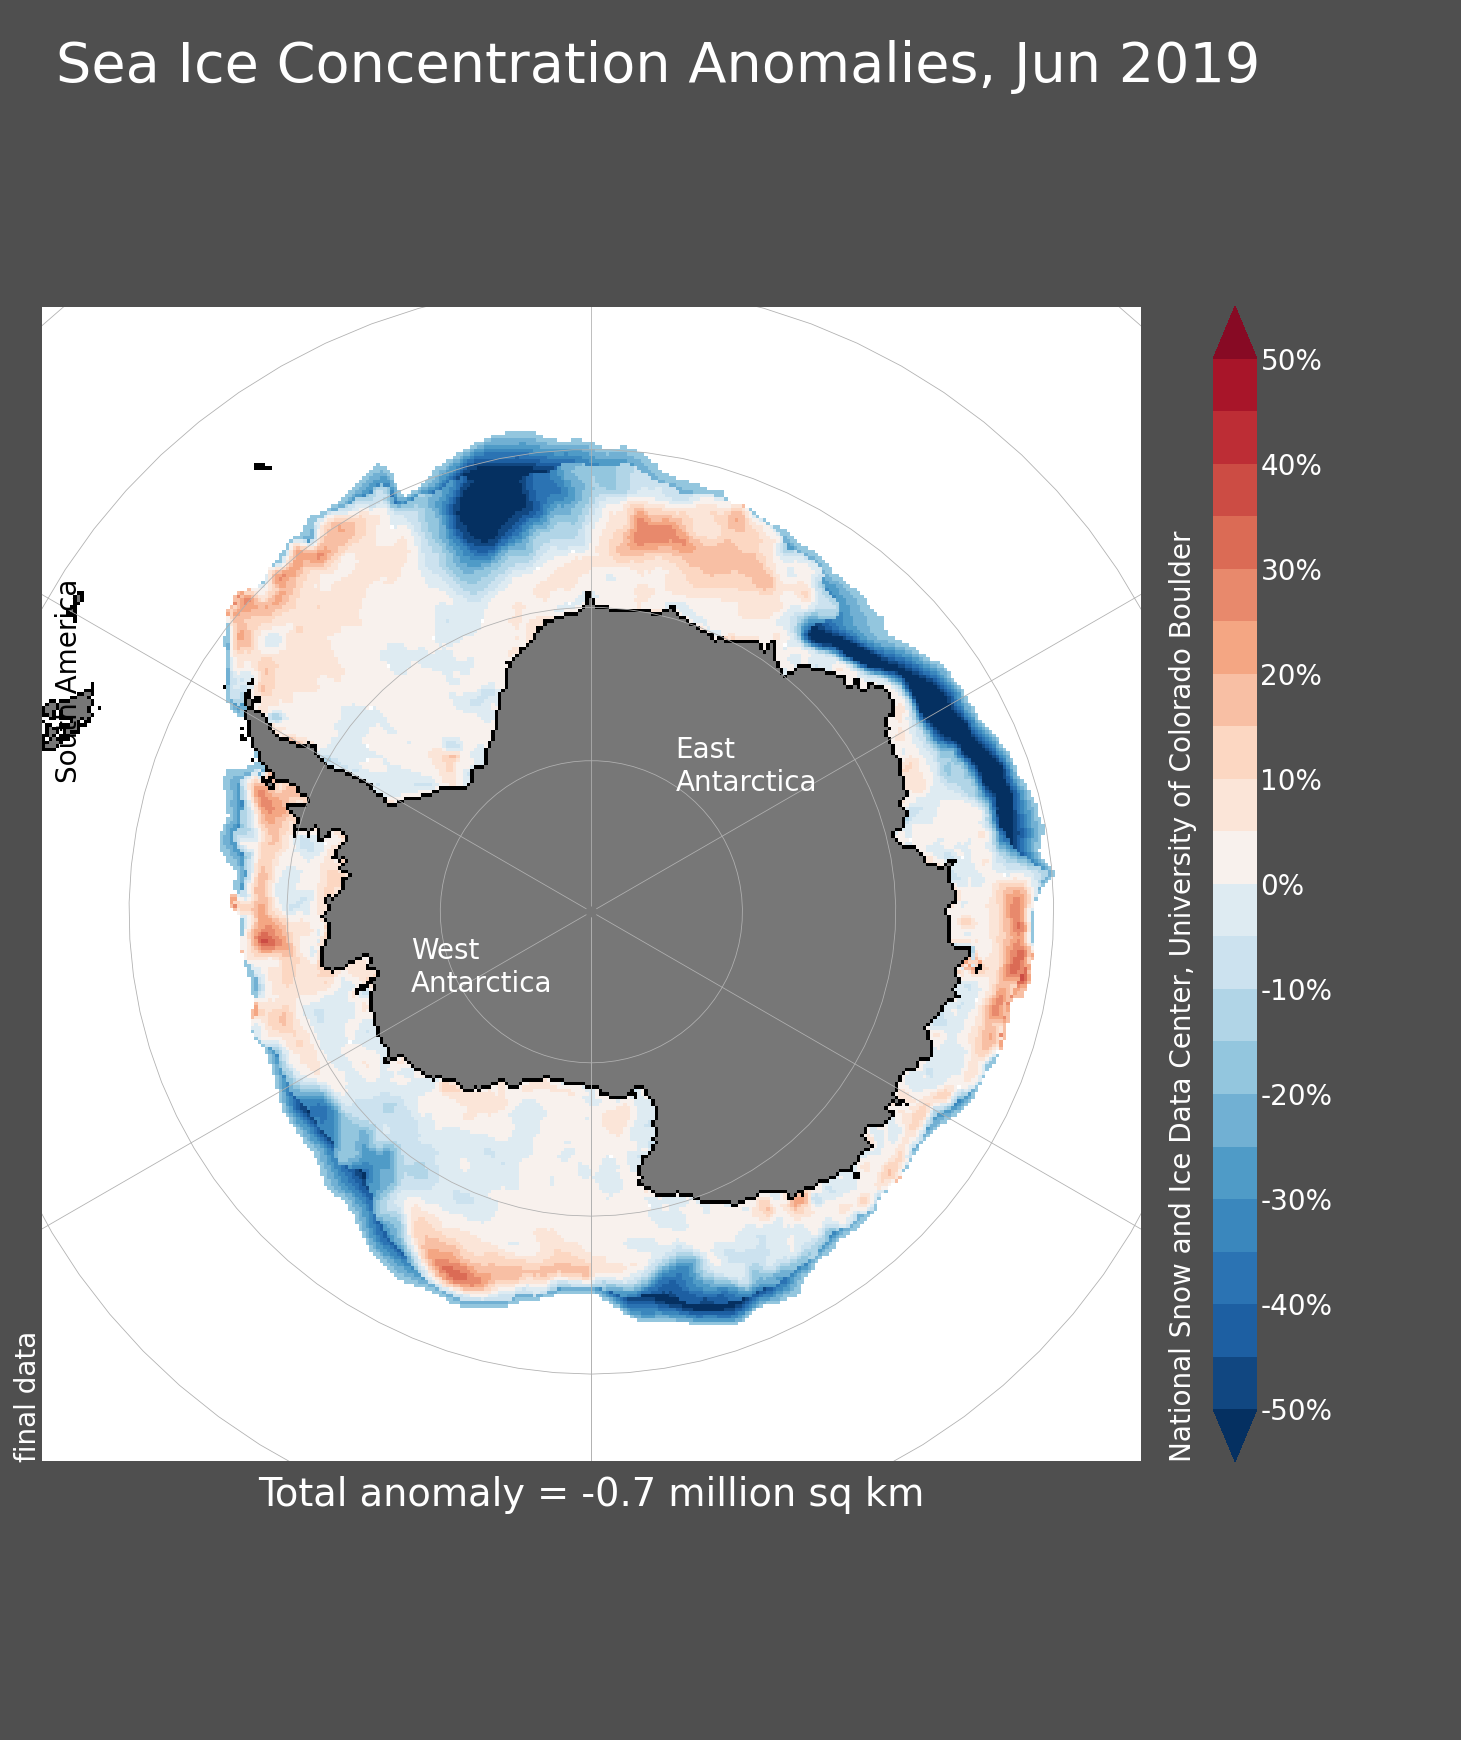 Sea Ice Concentration Anomalies, Jun 2019
South America
East
Antarctica
West
Antarctica
final data
National Snow and Ice Data Center, University of Colorado Boulder
50%
40%
30%
20%
10%
0%
-10%
-20%
-30%
-40%
-50%
Total anomaly = -0.7 million sq km